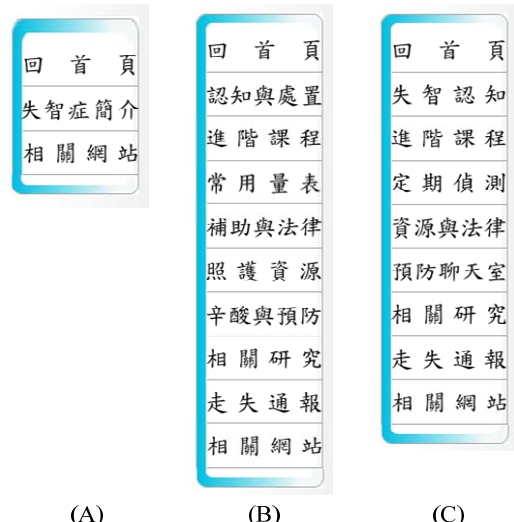 回首頁
失智症簡介
相關網站
(A)
回首頁
認知與處置
進階課程
常用量表
補助與法律
照護資源
辛酸與預防
相關研究
走失通報
相關網站
(B)
回首頁
失智認知
進階課程
定期偵測
資源與法律
預防聊天室
相關研究
走失通報
相關網站
(C)